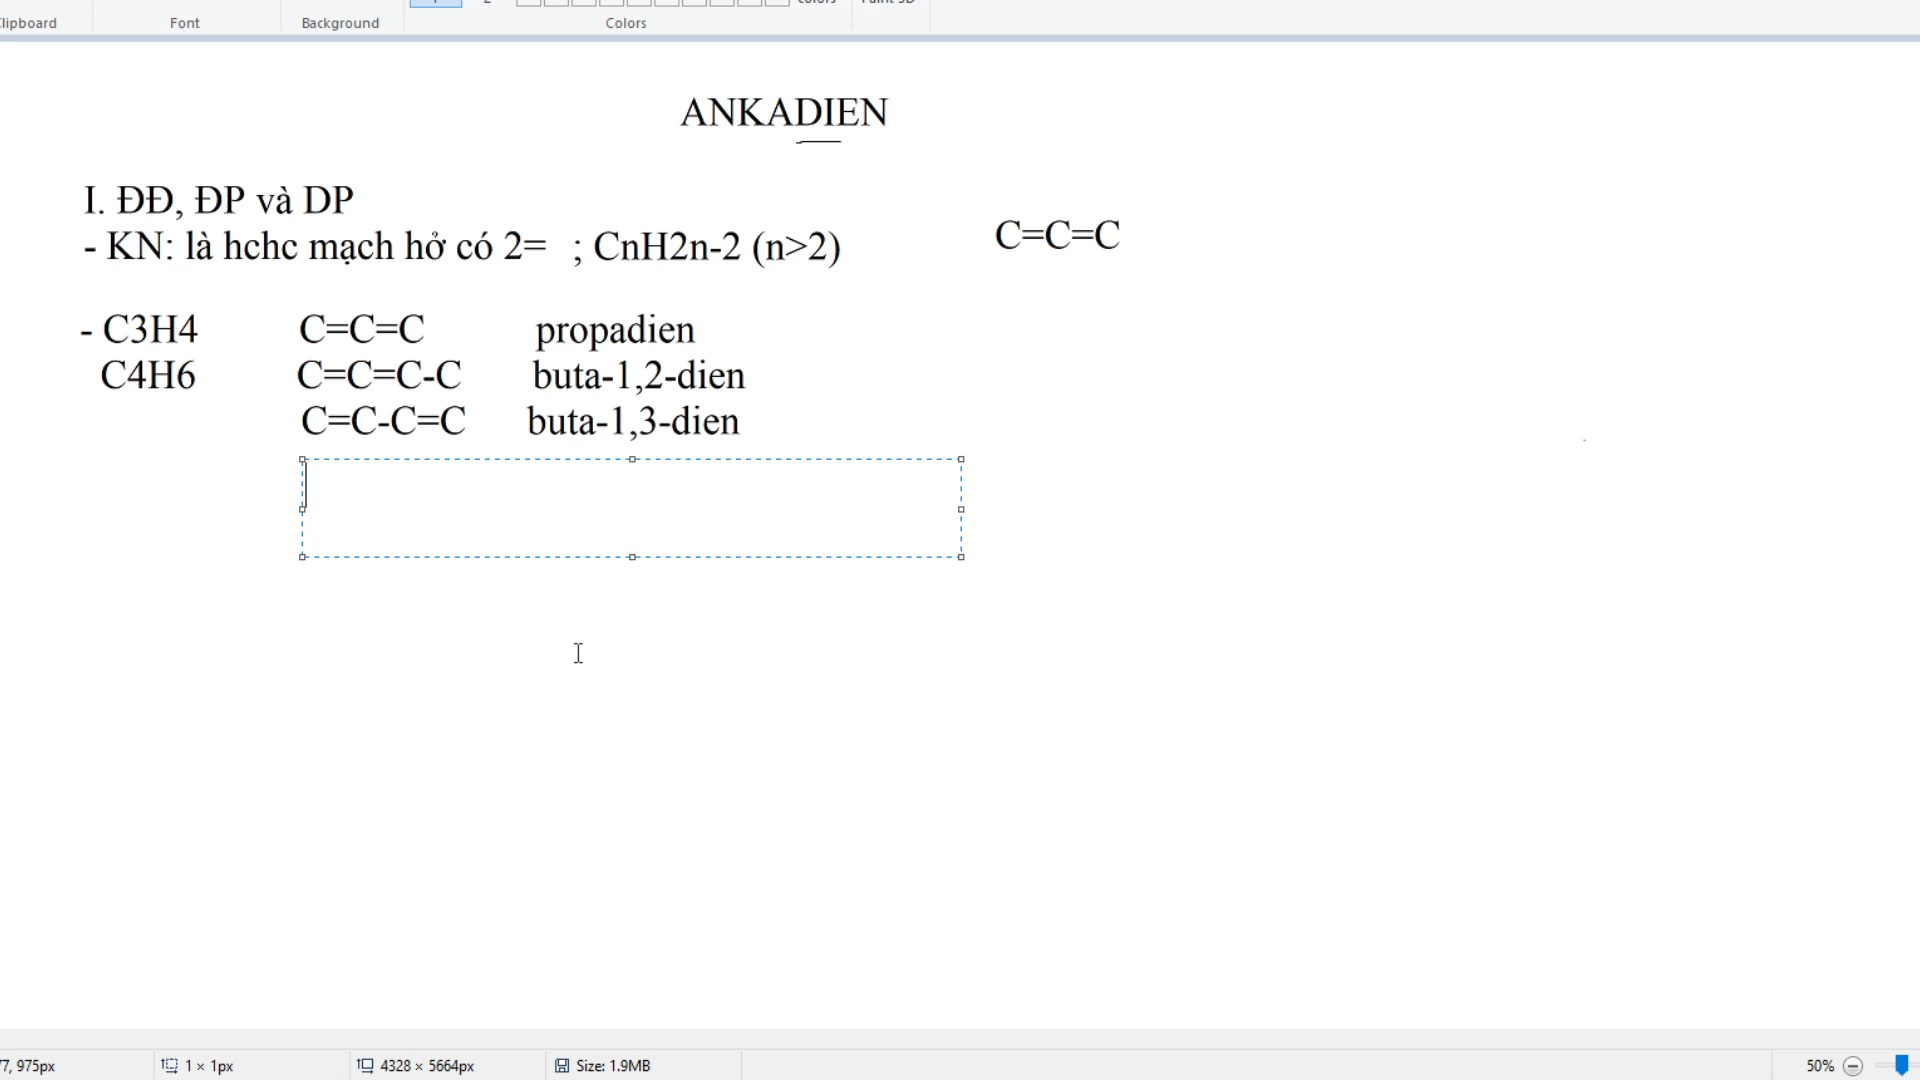 Font
Background
Colors
ANKADIEN
I. ĐĐ, ĐP và DP
- KN: là hchc mạch hở có 2= ; CnH2n-2 (n>2)
C=C=C
- C3H4 C=C=C propadien
C4H6 C=C=C-C buta-1,2-dien
C=C-C=C buta-1,3-dien
975px 1 × 1px 4328 × 5664px Size: 1.9MB 50%